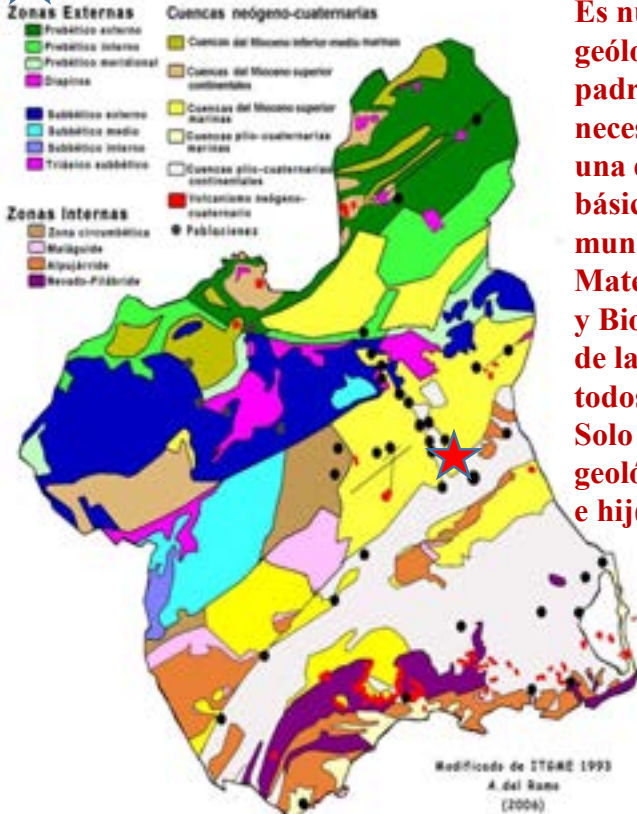 Zonas Externas
Prebético externo
Prebético interno
Prebético meridional
Diapiros
Subbético externo
Subbético medio
Subbético interno
Triásico subbético
Zonas Internas
Zona circumbética
Maláguide
Alpujárride
Nevado-Filábride
Cuencas neógeno-cuaternarias
Cuencas del Mioceno inferior-medio marinas
Cuencas del Mioceno superior
continentales
Cuencas del Mioceno superior
marinas
Cuencas plio-cuaternarias
marinas
Cuencas plio-cuaternarias
continentales
Volcanismo neógeno-
cuaternario
Poblaciones
Es nu
geólo
padr
neces
una
básic
mun
Mate
y Bio
de la
todos
Solo
geoló
e hij
Modificado de ITGME 1993
A.del Ramo
(2006)